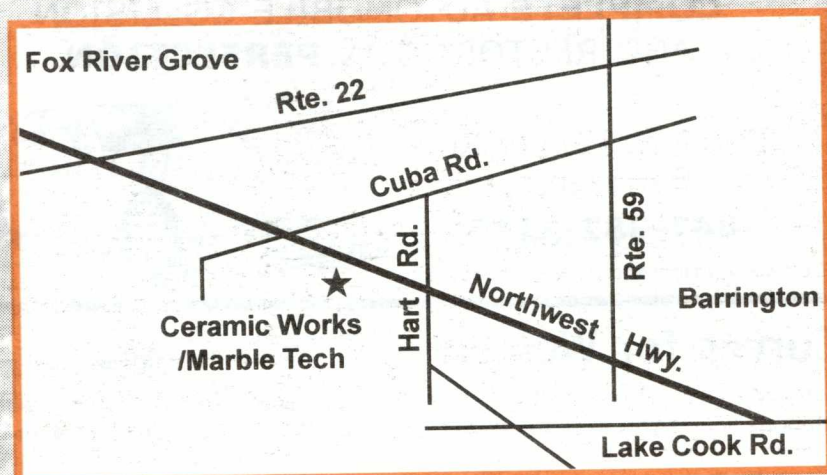 Fox River Grove
Rte. 22
Cuba Rd.
Rte. 59
Hart Rd.
Northwest Hwy.
Barrington
Ceramic Works
/Marble Tech
Lake Cook Rd.